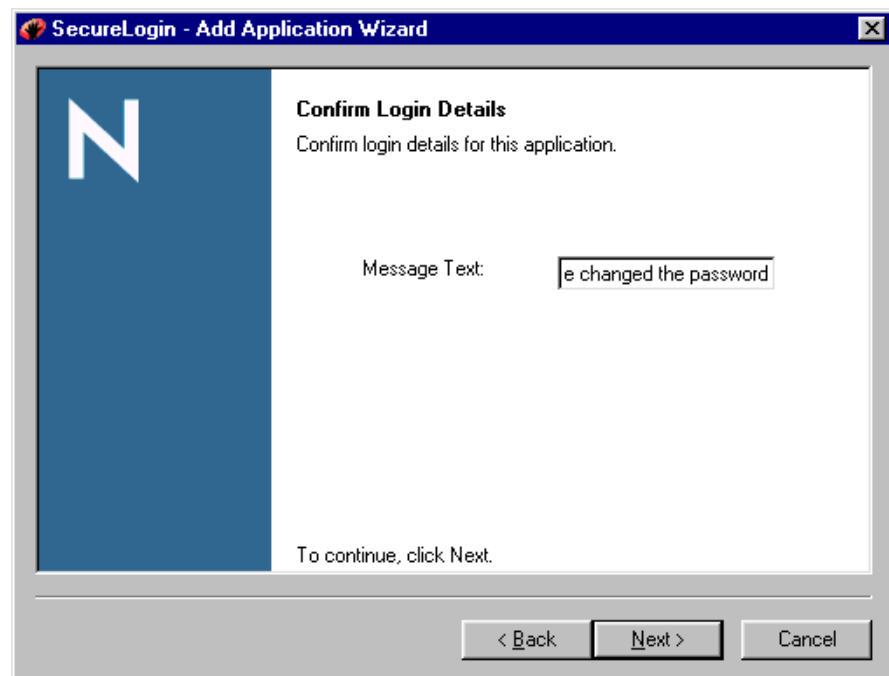 SecureLogin - Add Application Wizard
N
Confirm Login Details
Confirm login details for this application.
Message Text: e changed the password
To continue, click Next.
< Back Next > Cancel